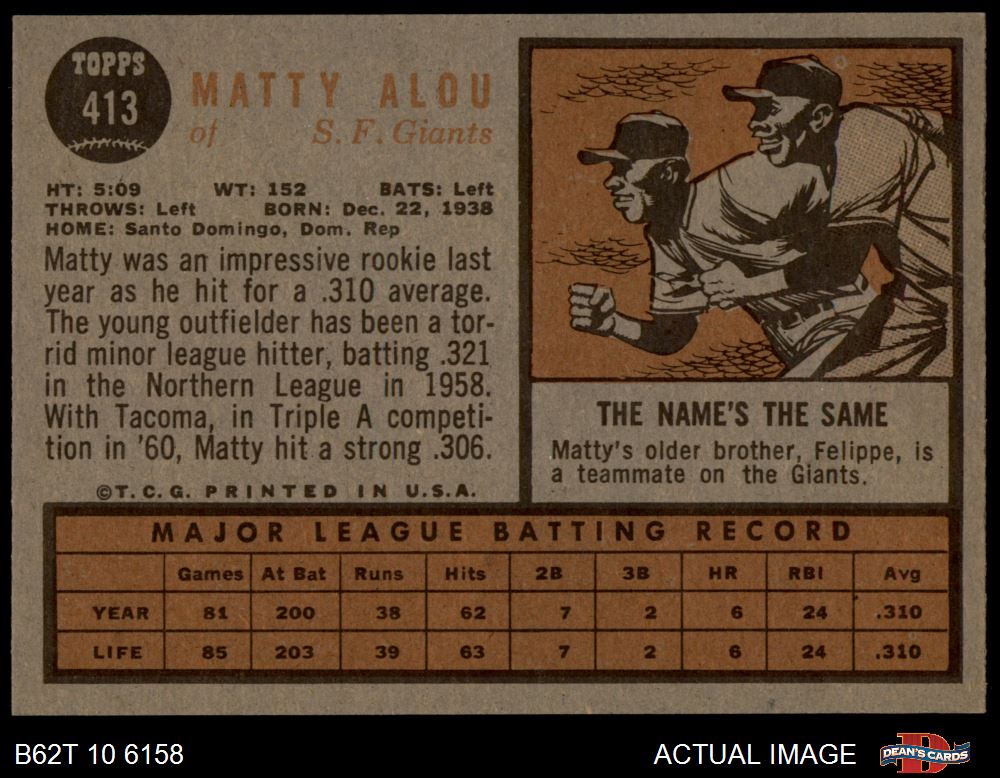 TOPPS
413
MATTY ALOU
of S. F. Giants
HT: 5:09 WT: 152 BATS: Left
THROWS: Left BORN: Dec. 22, 1938
HOME: Santo Domingo, Dom. Rep
Matty was an impressive rookie last
year as he hit for a .310 average.
The young outfielder has been a tor-
rid minor league hitter, batting .321
in the Northern League in 1958.
With Tacoma, in Triple A competi-
tion in '60, Matty hit a strong .306.
©T. C. G. PRINTED IN U.S.A.
THE NAME'S THE SAME
Matty's older brother, Felippe, is
a teammate on the Giants.
MAJOR LEAGUE BATTING RECORD
Games At Bat Runs Hits 2B 3B HR RBI Avg
YEAR 81 200 38 62 7 2 6 24 .310
LIFE 85 203 39 63 7 2 6 24 .310
B62T 10 6158
ACTUAL IMAGE
D
DEAN'S CARDS